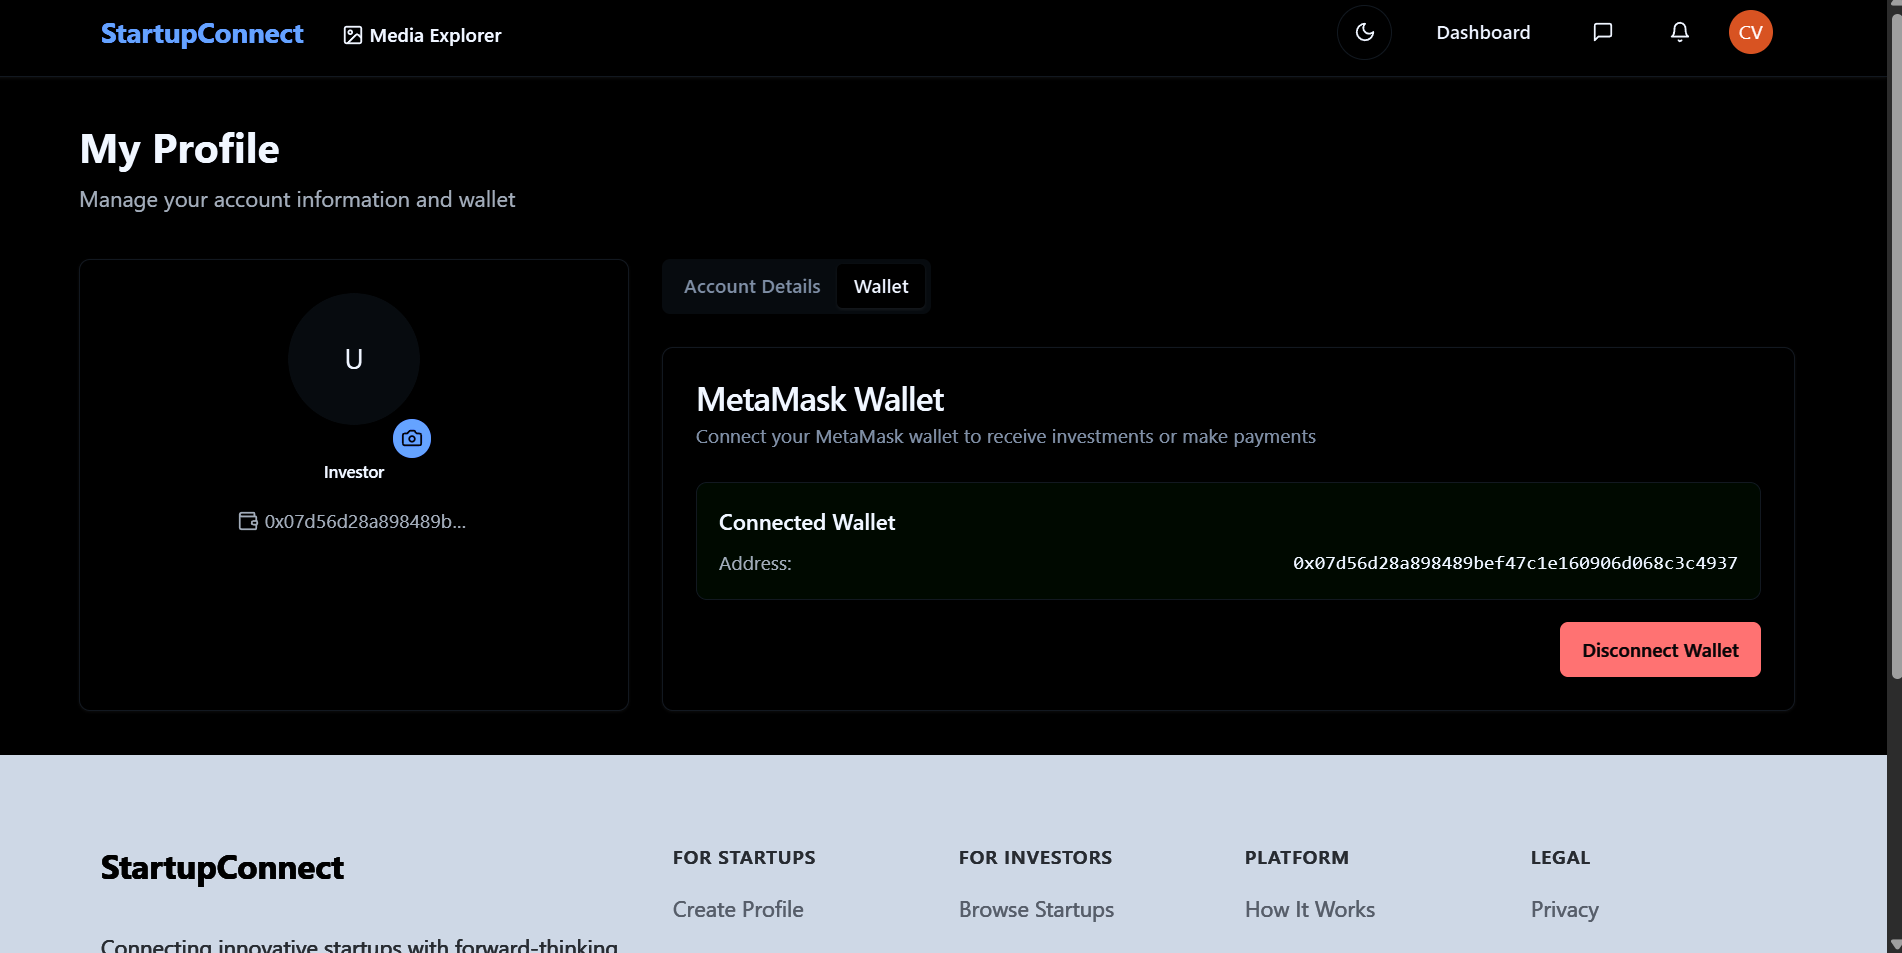 StartupConnect
Media Explorer
Dashboard
CV
My Profile
Manage your account information and wallet
U
Investor
0x07d56d28a898489b...
Account Details
Wallet
MetaMask Wallet
Connect your MetaMask wallet to receive investments or make payments
Connected Wallet
Address:
0x07d56d28a898489bef47c1e160906d068c3c4937
Disconnect Wallet
StartupConnect
Connecting innovative startups with forward-thinking
FOR STARTUPS
Create Profile
FOR INVESTORS
Browse Startups
PLATFORM
How It Works
LEGAL
Privacy